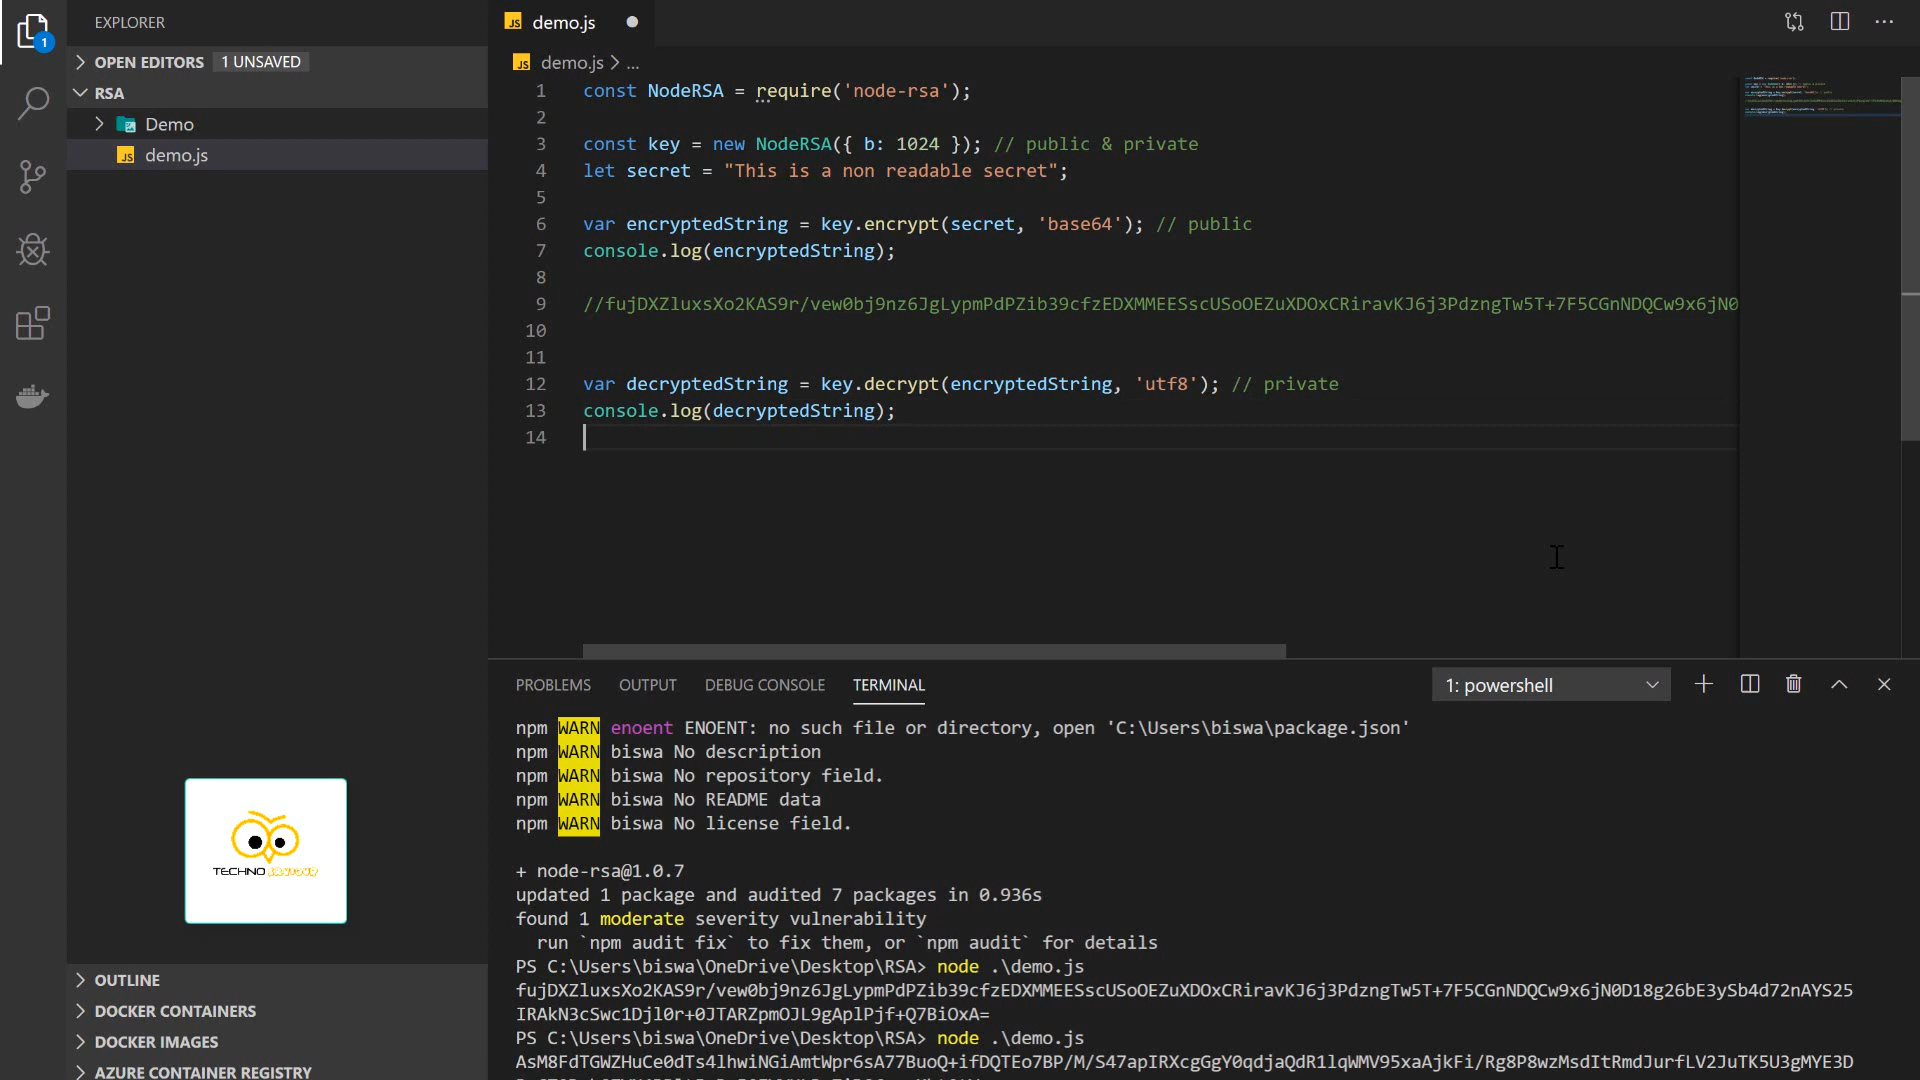 EXPLORER
OPEN EDITORS 1 UNSAVED
RSA
Demo
JS demo.js
1
JS demo.js
JS demo.js > ...
1 const NodeRSA = require('node-rsa');
2
3 const key = new NodeRSA({ b: 1024 }); // public & private
4 let secret = "This is a non readable secret";
5
6 var encryptedString = key.encrypt(secret, 'base64'); // public
7 console.log(encryptedString);
8
9 //fujDXZluxsXo2KAS9r/vew0bj9nz6JgLypmPdPZib39cfzEDXMMEESscUSoOEZuXDOxCRiravKJ6j3PdzngTw5T+7F5CGnNDQCw9x6jN0
10
11
12 var decryptedString = key.decrypt(encryptedString, 'utf8'); // private
13 console.log(decryptedString);
14
PROBLEMS OUTPUT DEBUG CONSOLE TERMINAL 1: powershell
npm WARN enoent ENOENT: no such file or directory, open 'C:\Users\biswa\package.json'
npm WARN biswa No description
npm WARN biswa No repository field.
npm WARN biswa No README data
npm WARN biswa No license field.
+ node-rsa@1.0.7
updated 1 package and audited 7 packages in 0.936s
found 1 moderate severity vulnerability
run `npm audit fix` to fix them, or `npm audit` for details
PS C:\Users\biswa\OneDrive\Desktop\RSA> node .\demo.js
fujDXZluxsXo2KAS9r/vew0bj9nz6JgLypmPdPZib39cfzEDXMMEESscUSoOEZuXDOxCRiravKJ6j3PdzngTw5T+7F5CGnNDQCw9x6jN0D18g26bE3ySb4d72nAYS25
IRAkN3cSwc1Djl0r+0JTARZpmOJL9gAplPjf+Q7BiOxA=
PS C:\Users\biswa\OneDrive\Desktop\RSA> node .\demo.js
AsM8FdTGWZHuCe0dTs4lhwiNGiAmtWpr6sA77BuoQ+ifDQTEo7BP/M/S47apIRXcgGgY0qdjaQdR1lqWMV95xaAjkFi/Rg8P8wzMsdItRmdJurfLV2JuTK5U3gMYE3D
TECHNO
OUTLINE
DOCKER CONTAINERS
DOCKER IMAGES
AZURE CONTAINER REGISTRY